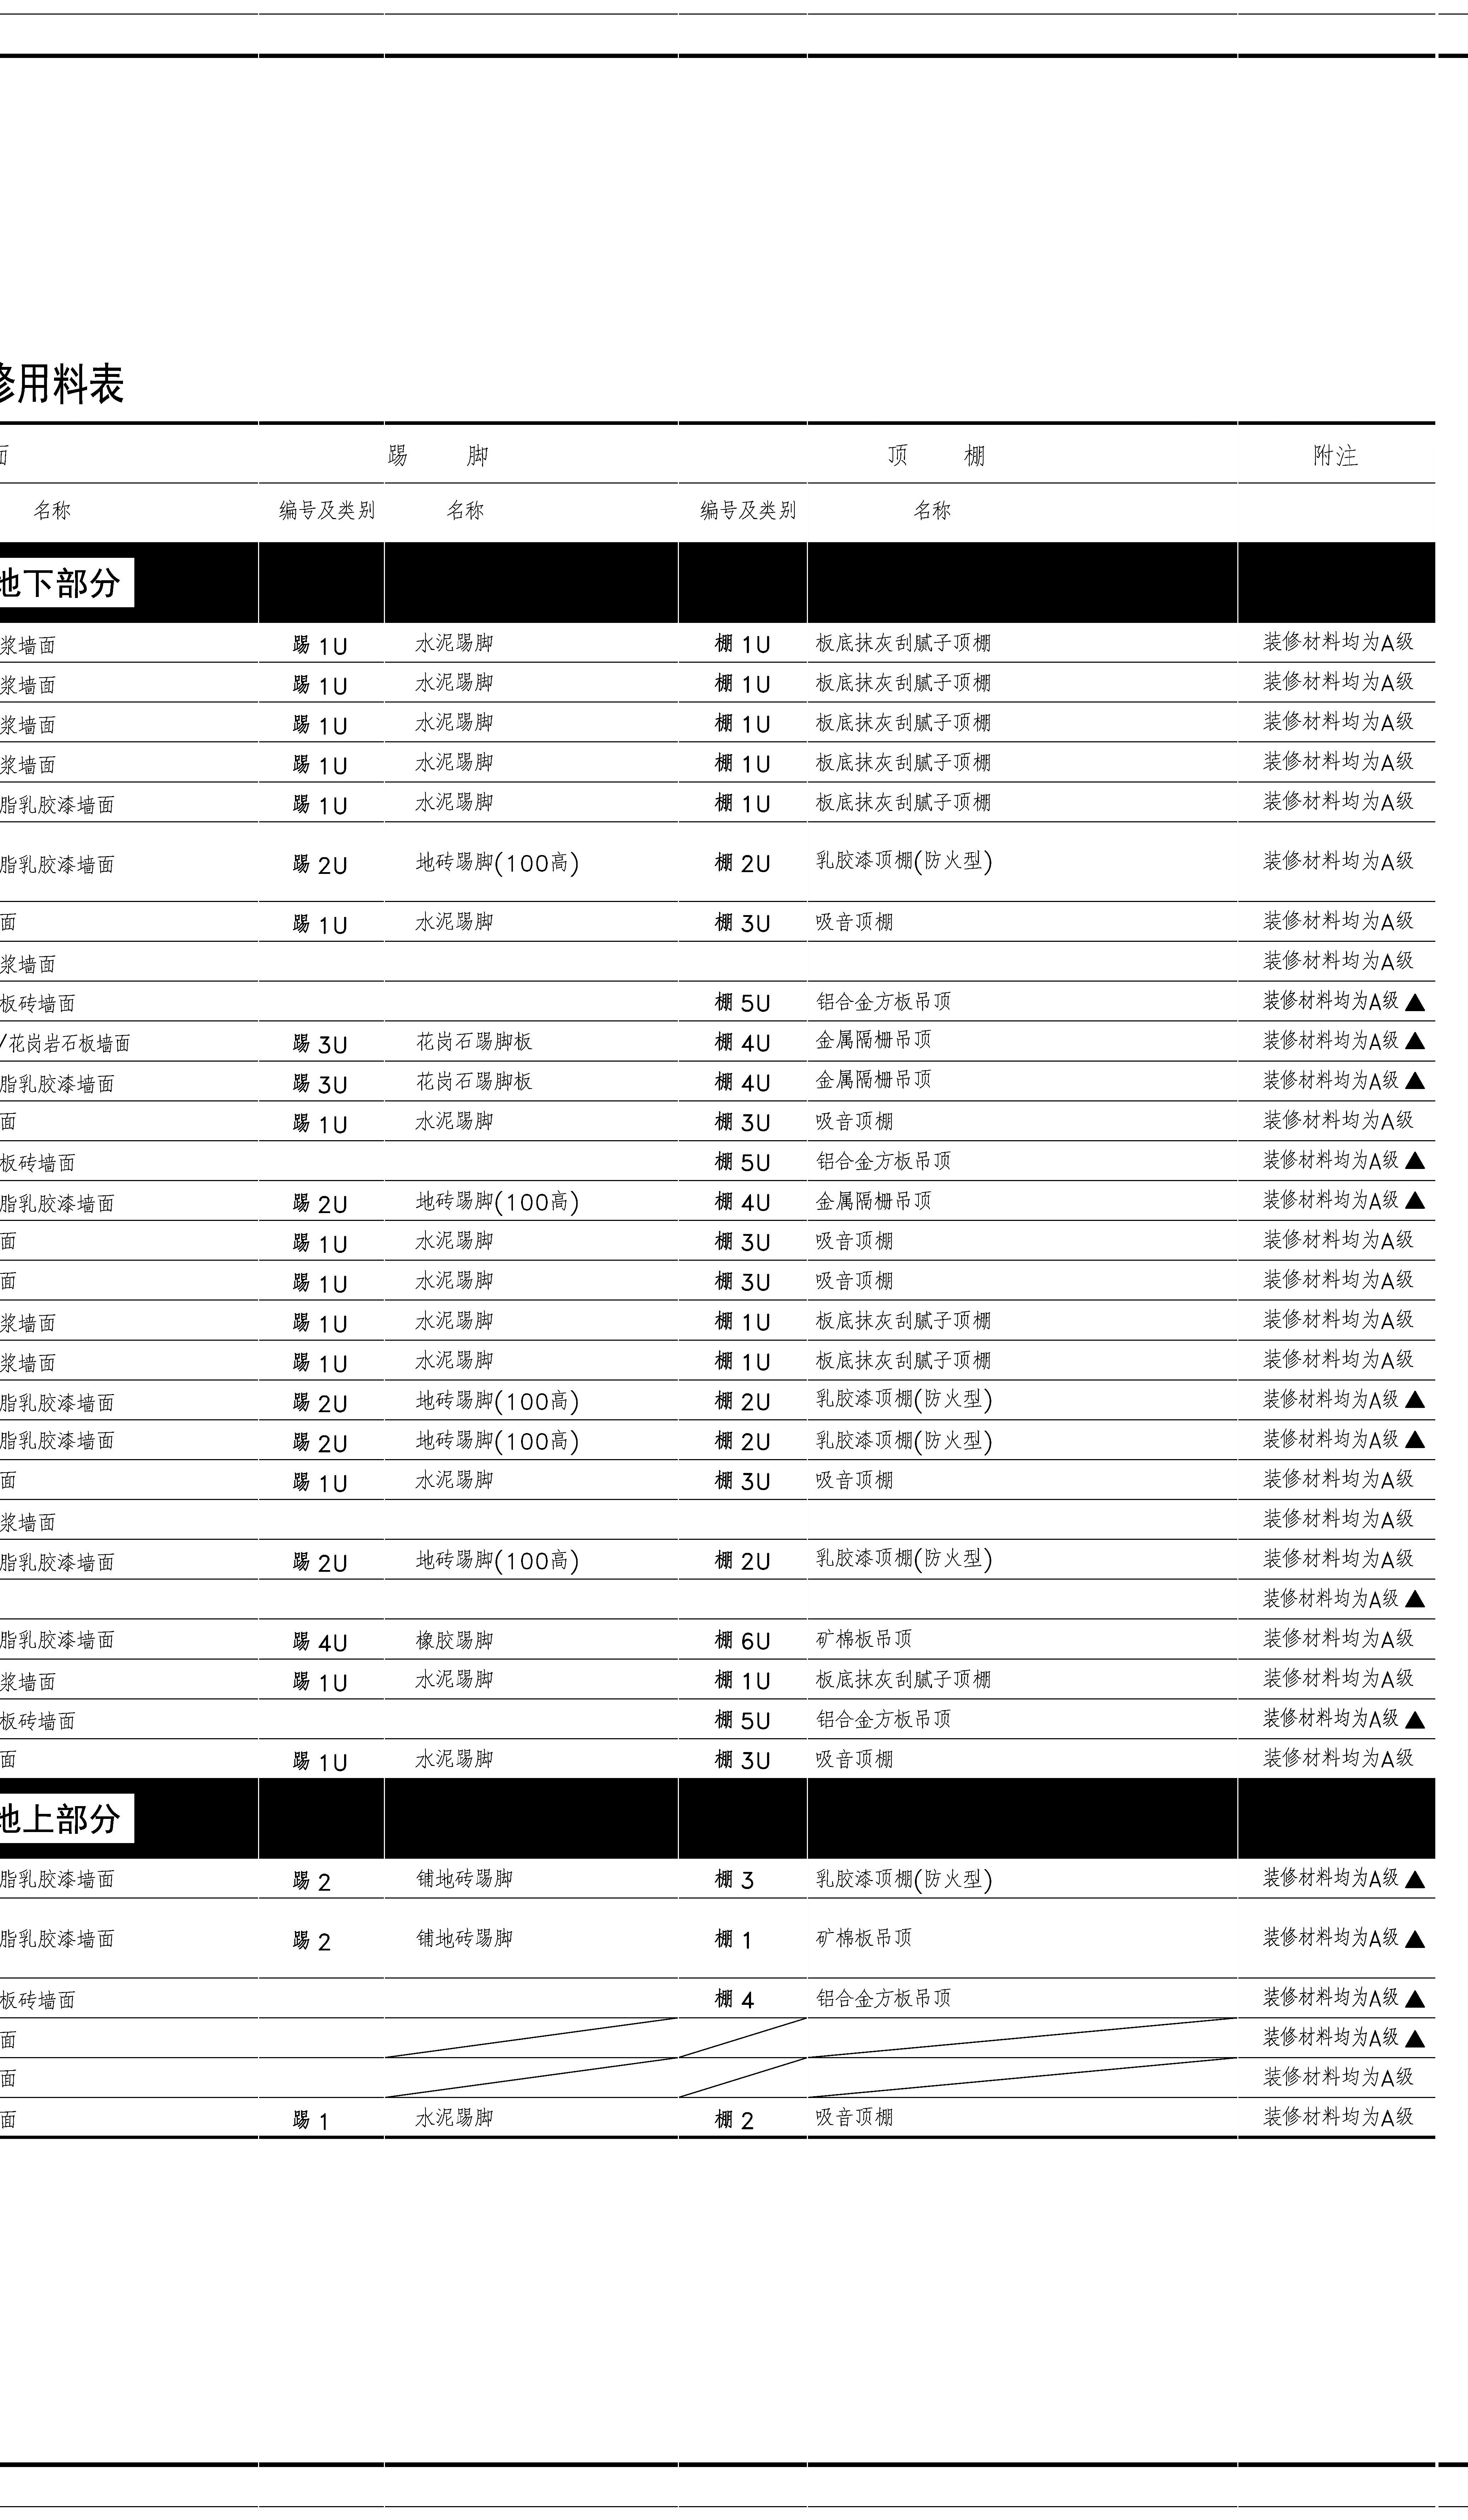 修用料表
面 踢 脚 顶 棚 附注
名称 编号及类别 名称 编号及类别 名称
地下部分
浆墙面 踢 1U 水泥踢脚 棚 1U 板底抹灰刮腻子顶棚 装修材料均为A级
浆墙面 踢 1U 水泥踢脚 棚 1U 板底抹灰刮腻子顶棚 装修材料均为A级
浆墙面 踢 1U 水泥踢脚 棚 1U 板底抹灰刮腻子顶棚 装修材料均为A级
浆墙面 踢 1U 水泥踢脚 棚 1U 板底抹灰刮腻子顶棚 装修材料均为A级
脂乳胶漆墙面 踢 1U 水泥踢脚 棚 1U 板底抹灰刮腻子顶棚 装修材料均为A级
脂乳胶漆墙面 踢 2U 地砖踢脚(100高) 棚 2U 乳胶漆顶棚(防火型) 装修材料均为A级
面 踢 1U 水泥踢脚 棚 3U 吸音顶棚 装修材料均为A级
浆墙面 装修材料均为A级
板砖墙面 棚 5U 铝合金方板吊顶 装修材料均为A级▲
/花岗岩石板墙面 踢 3U 花岗石踢脚板 棚 4U 金属隔栅吊顶 装修材料均为A级▲
脂乳胶漆墙面 踢 3U 花岗石踢脚板 棚 4U 金属隔栅吊顶 装修材料均为A级▲
面 踢 1U 水泥踢脚 棚 3U 吸音顶棚 装修材料均为A级
板砖墙面 棚 5U 铝合金方板吊顶 装修材料均为A级▲
脂乳胶漆墙面 踢 2U 地砖踢脚(100高) 棚 4U 金属隔栅吊顶 装修材料均为A级▲
面 踢 1U 水泥踢脚 棚 3U 吸音顶棚 装修材料均为A级
面 踢 1U 水泥踢脚 棚 3U 吸音顶棚 装修材料均为A级
浆墙面 踢 1U 水泥踢脚 棚 1U 板底抹灰刮腻子顶棚 装修材料均为A级
浆墙面 踢 1U 水泥踢脚 棚 1U 板底抹灰刮腻子顶棚 装修材料均为A级
脂乳胶漆墙面 踢 2U 地砖踢脚(100高) 棚 2U 乳胶漆顶棚(防火型) 装修材料均为A级▲
脂乳胶漆墙面 踢 2U 地砖踢脚(100高) 棚 2U 乳胶漆顶棚(防火型) 装修材料均为A级▲
面 踢 1U 水泥踢脚 棚 3U 吸音顶棚 装修材料均为A级
浆墙面 装修材料均为A级
脂乳胶漆墙面 踢 2U 地砖踢脚(100高) 棚 2U 乳胶漆顶棚(防火型) 装修材料均为A级
装修材料均为A级▲
脂乳胶漆墙面 踢 4U 橡胶踢脚 棚 6U 矿棉板吊顶 装修材料均为A级
浆墙面 踢 1U 水泥踢脚 棚 1U 板底抹灰刮腻子顶棚 装修材料均为A级
板砖墙面 棚 5U 铝合金方板吊顶 装修材料均为A级▲
面 踢 1U 水泥踢脚 棚 3U 吸音顶棚 装修材料均为A级
地上部分
脂乳胶漆墙面 踢 2 铺地砖踢脚 棚 3 乳胶漆顶棚(防火型) 装修材料均为A级▲
脂乳胶漆墙面 踢 2 铺地砖踢脚 棚 1 矿棉板吊顶 装修材料均为A级▲
板砖墙面 棚 4 铝合金方板吊顶 装修材料均为A级▲
面 装修材料均为A级▲
面 装修材料均为A级
面 踢 1 水泥踢脚 棚 2 吸音顶棚 装修材料均为A级